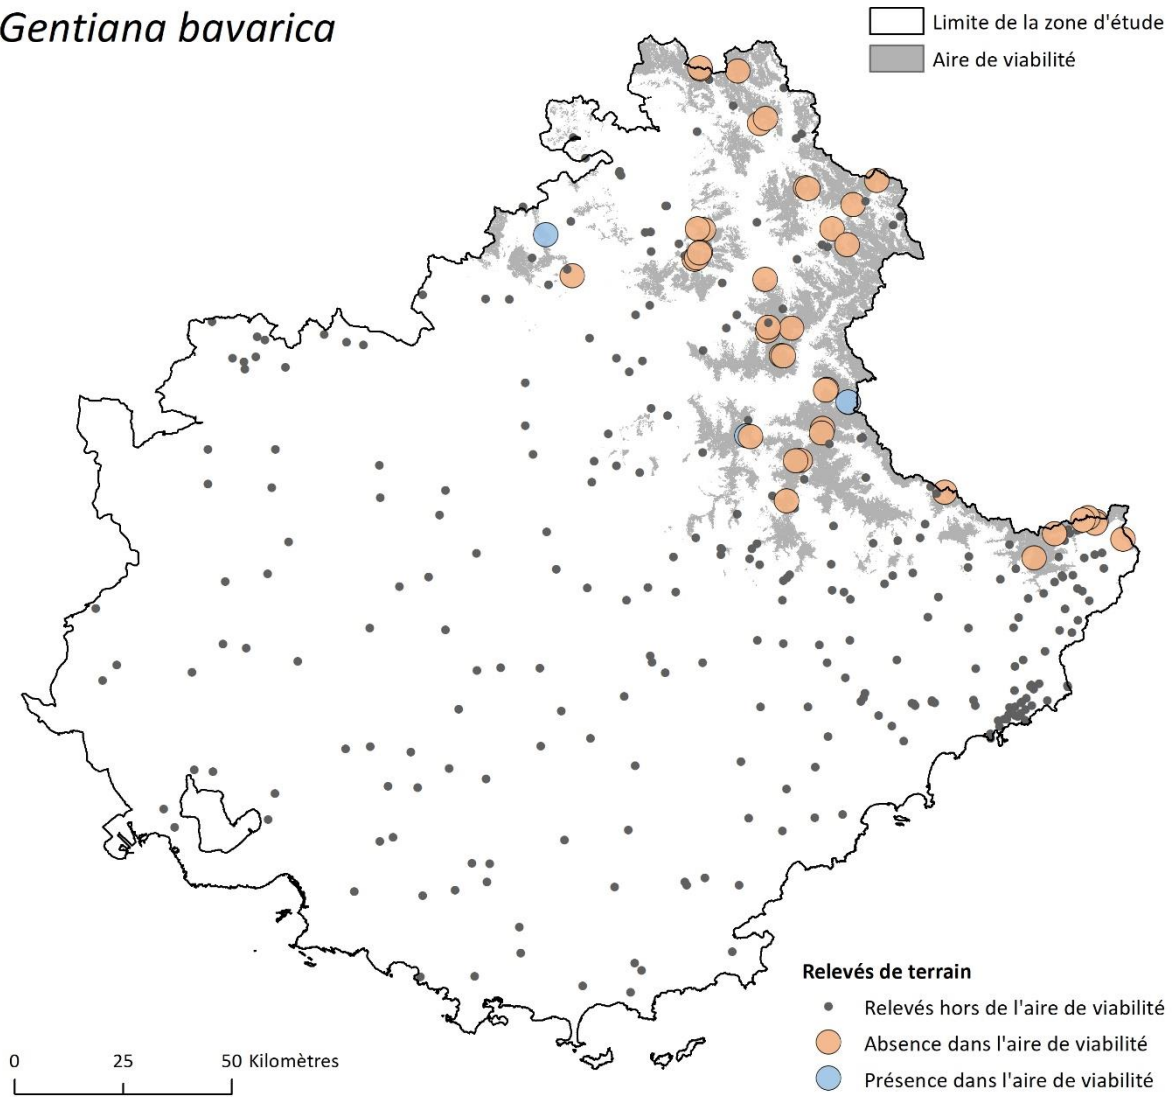 Gentiana bavarica
Limite de la zone d'étude
Aire de viabilité
Relevés de terrain
Relevés hors de l'aire de viabilité
Absence dans l'aire de viabilité
Présence dans l'aire de viabilité
0 25 50 Kilomètres